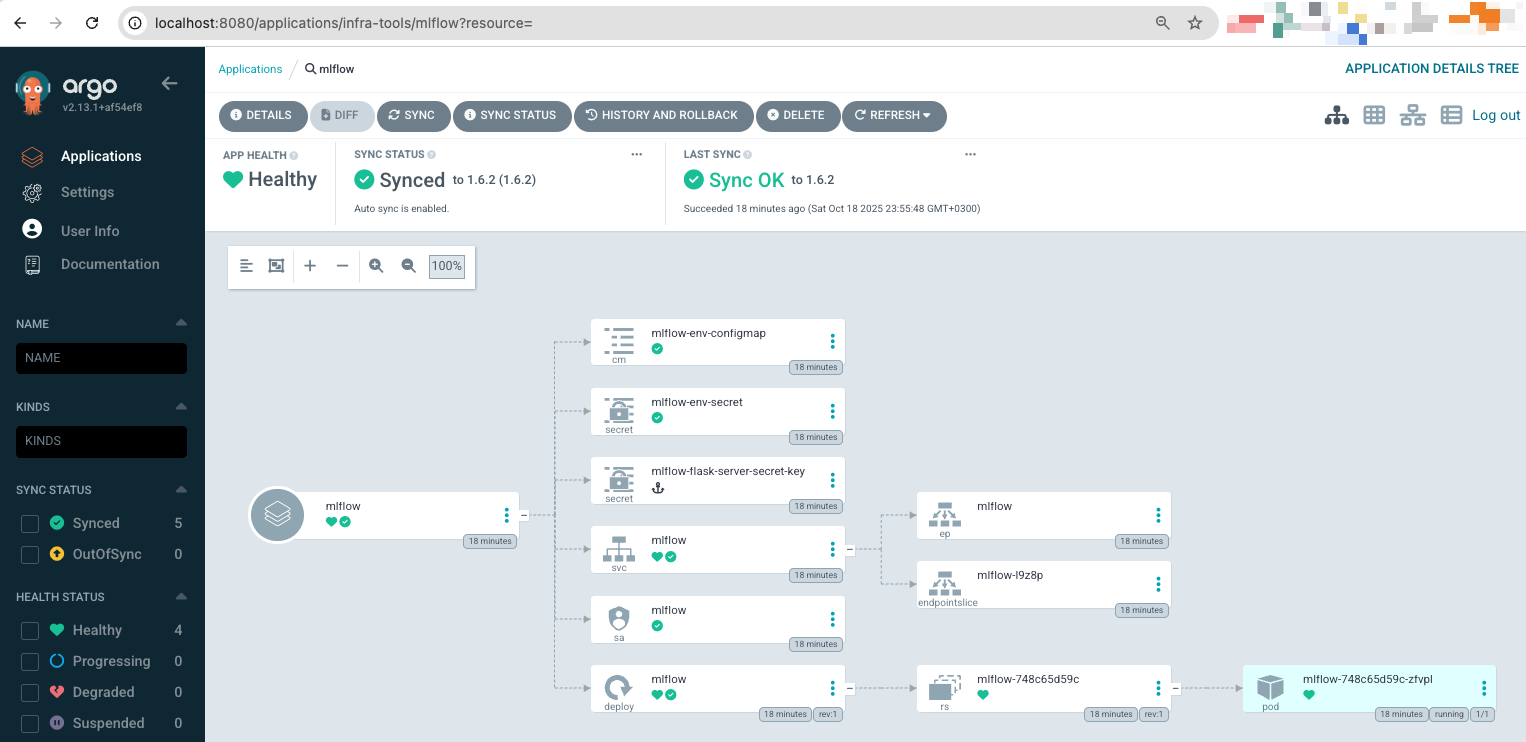 localhost:8080/applications/infra-tools/mlflow?resource=
argo
v2.13.1+af54ef8
Applications
Settings
User Info
Documentation
NAME
NAME
KINDS
KINDS
SYNC STATUS
Synced 5
OutOfSync 0
HEALTH STATUS
Healthy 4
Progressing 0
Degraded 0
Suspended 0
Applications / mlflow
APPLICATION DETAILS TREE
DETAILS DIFF SYNC SYNC STATUS HISTORY AND ROLLBACK DELETE REFRESH
Log out
APP HEALTH
Healthy
SYNC STATUS
Synced to 1.6.2 (1.6.2)
Auto sync is enabled.
LAST SYNC
Sync OK to 1.6.2
Succeeded 18 minutes ago (Sat Oct 18 2025 23:55:48 GMT+0300)
100%
mlflow
18 minutes
mlflow-env-configmap
cm
18 minutes
mlflow-env-secret
secret
18 minutes
mlflow-flask-server-secret-key
secret
18 minutes
mlflow
svc
18 minutes
mlflow
sa
18 minutes
mlflow
deploy
18 minutes rev:1
mlflow
ep
18 minutes
mlflow-l9z8p
endpointslice
18 minutes
mlflow-748c65d59c
rs
18 minutes rev:1
mlflow-748c65d59c-zfvpl
pod
18 minutes running 1/1